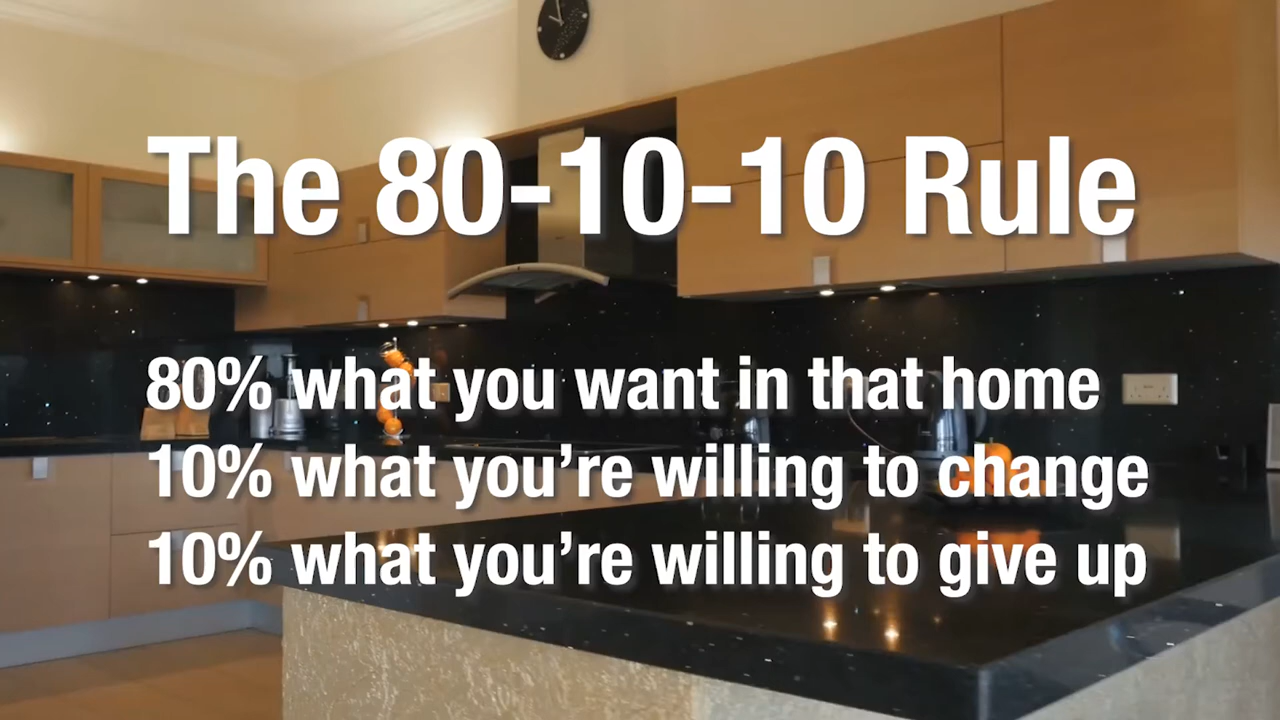 The 80-10-10 Rule
80% what you want in that home
10% what you're willing to change
10% what you’re willing to give up